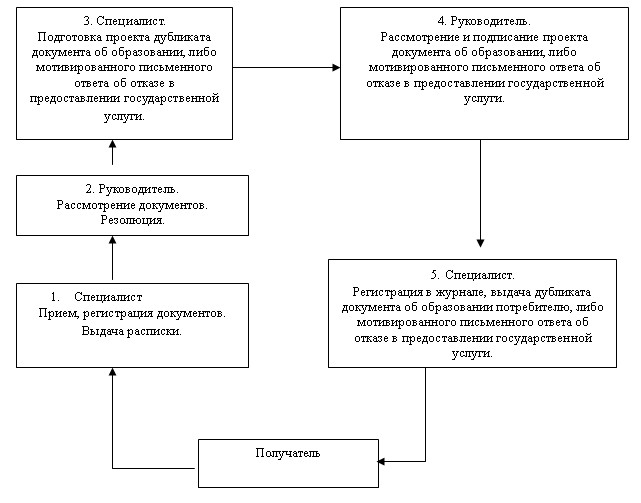 3. Специалист.
Подготовка проекта дубликата
документа об образовании, либо
мотивированного письменного
ответа об отказе в
предоставлении государственной
услуги.
4. Руководитель.
Рассмотрение и подписание проекта
документа об образовании, либо
мотивированного письменного ответа об
отказе в предоставлении государственной
услуги.
2. Руководитель.
Рассмотрение документов.
Резолюция.
1. Специалист
Прием, регистрация документов.
Выдача расписки.
5. Специалист.
Регистрация в журнале, выдача дубликата
документа об образовании потребителю, либо
мотивированного письменного ответа об
отказе в предоставлении государственной
услуги.
Получатель